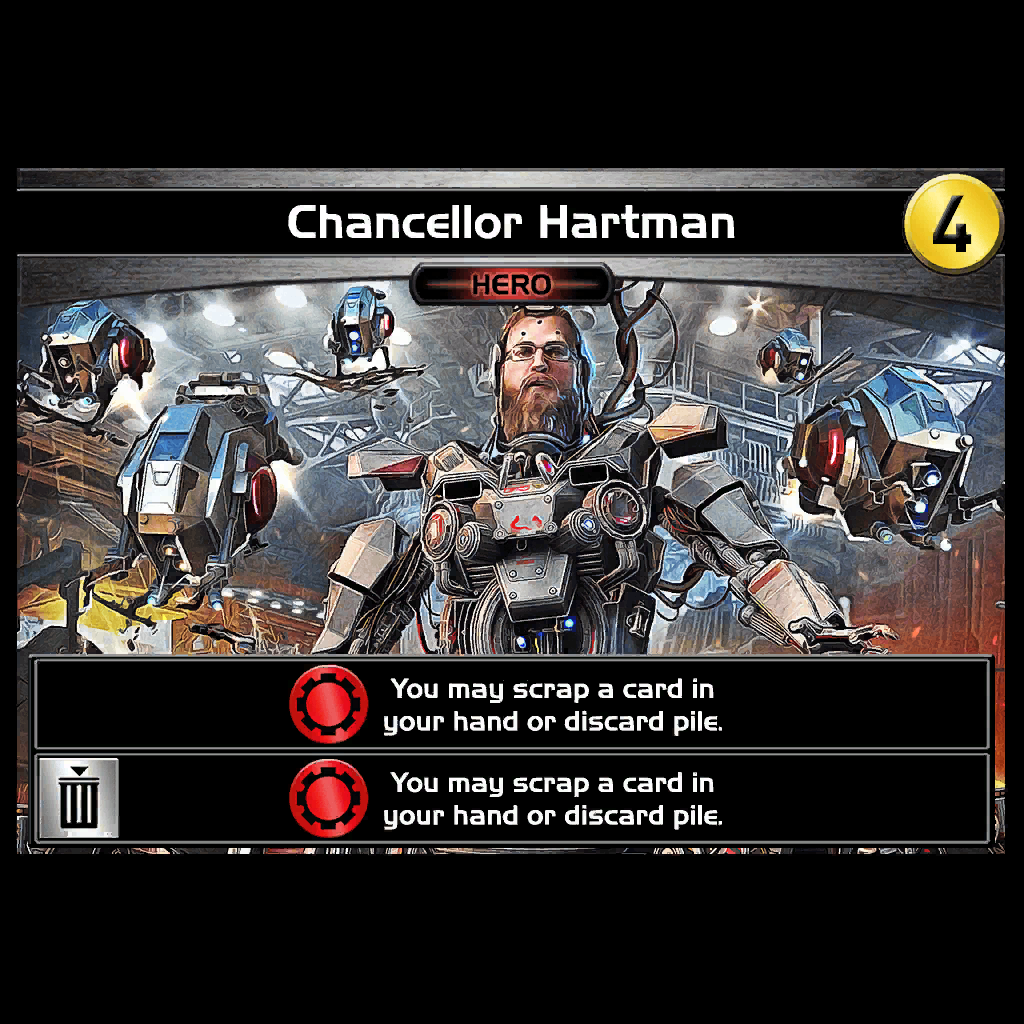 Chancellor Hartman
4
HERO
You may scrap a card in
your hand or discard pile.
You may scrap a card in
your hand or discard pile.